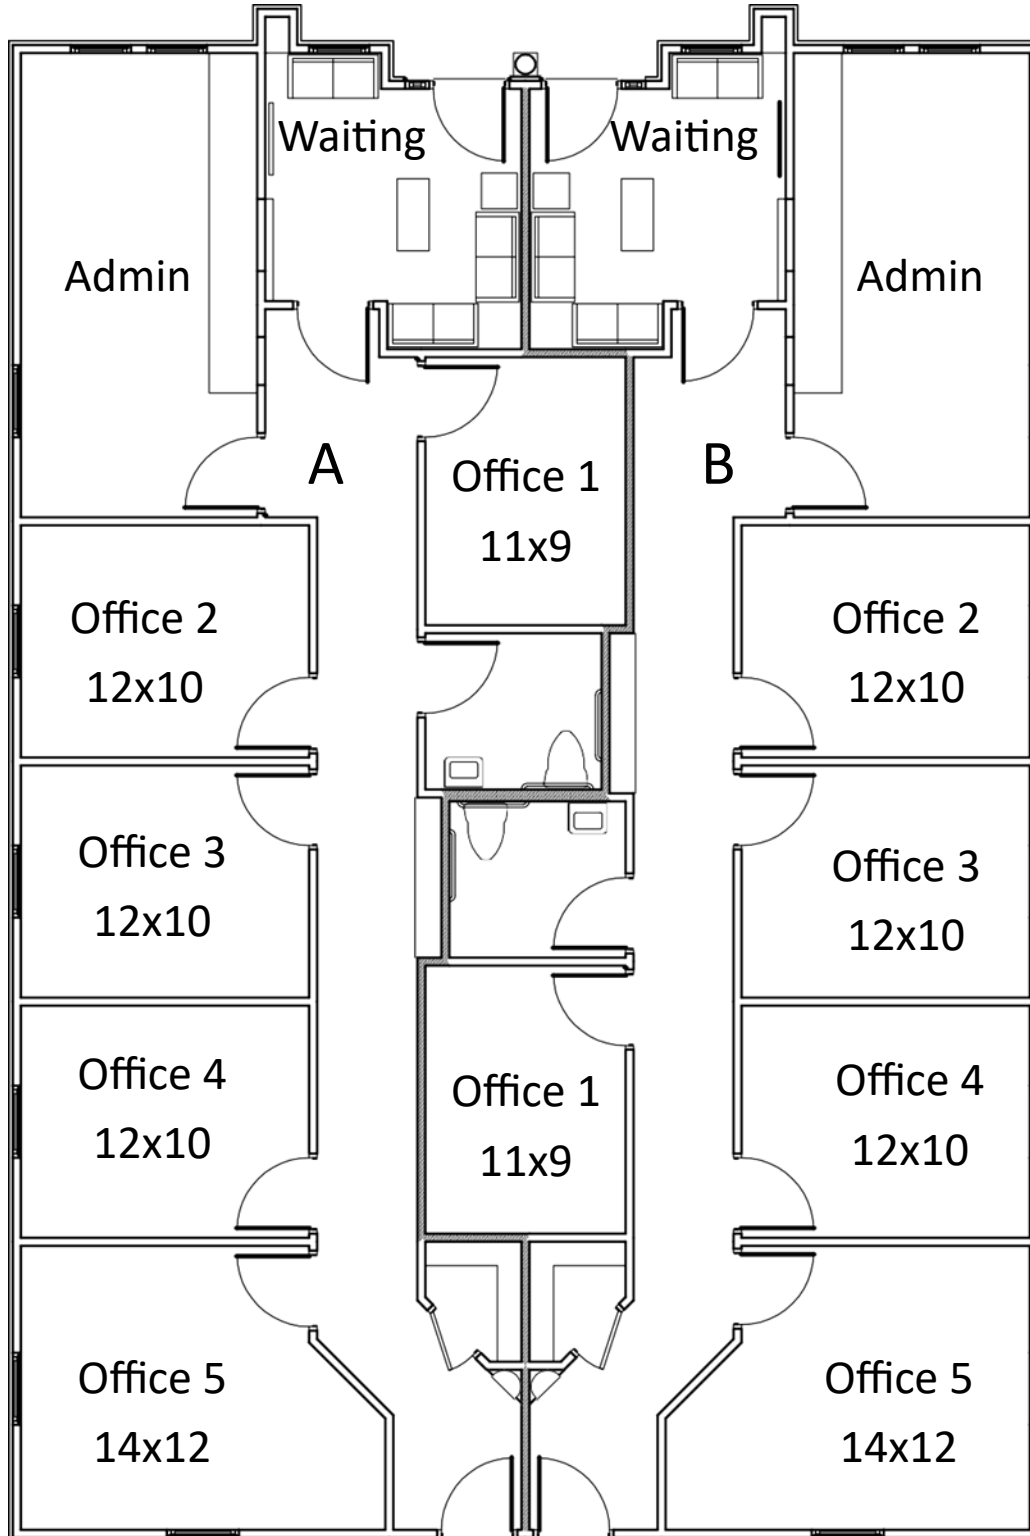 Waiting
Waiting
Admin
Admin
A
B
Office 1
11x9
Office 2
12x10
Office 2
12x10
Office 3
12x10
Office 3
12x10
Office 4
12x10
Office 4
12x10
Office 1
11x9
Office 5
14x12
Office 5
14x12